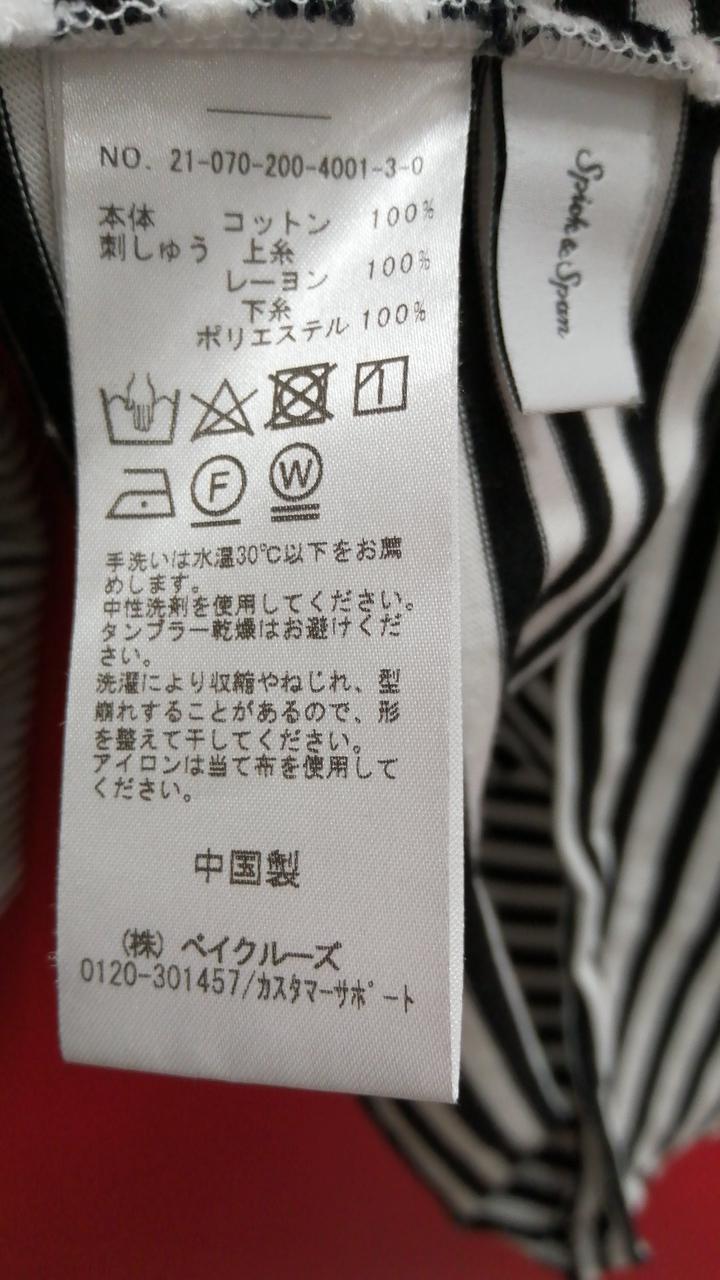 NO. 21-070-200-4001-3-0
本体 コットン 100%
刺しゅう 上糸
レーヨン 100%
下糸
ポリエステル 100%
F
W
手洗いは水温30℃以下をお薦
めします。
中性洗剤を使用してください。
タンブラー乾燥はお避けくだ
さい。
洗濯により収縮やねじれ、型
崩れすることがあるので、形
を整えて干してください。
アイロンは当て布を使用して
ください。
中国製
(株) ベイクルーズ
0120-301457/カスタマーサポート
Spick & Span